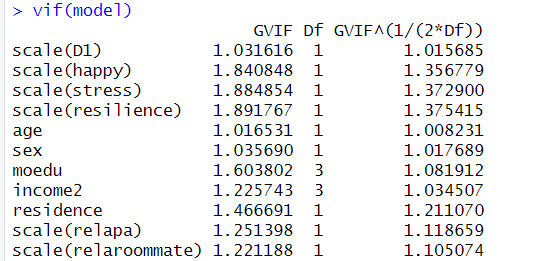 > vif(model)
GVIF Df GVIF^(1/(2*Df))
scale(D1) 1.031616 1 1.015685
scale(happy) 1.840848 1 1.356779
scale(stress) 1.884854 1 1.372900
scale(resilience) 1.891767 1 1.375415
age 1.016531 1 1.008231
sex 1.035690 1 1.017689
moedu 1.603802 3 1.081912
income2 1.225743 3 1.034507
residence 1.466691 1 1.211070
scale(relapa) 1.251398 1 1.118659
scale(relaroommate) 1.221188 1 1.105074